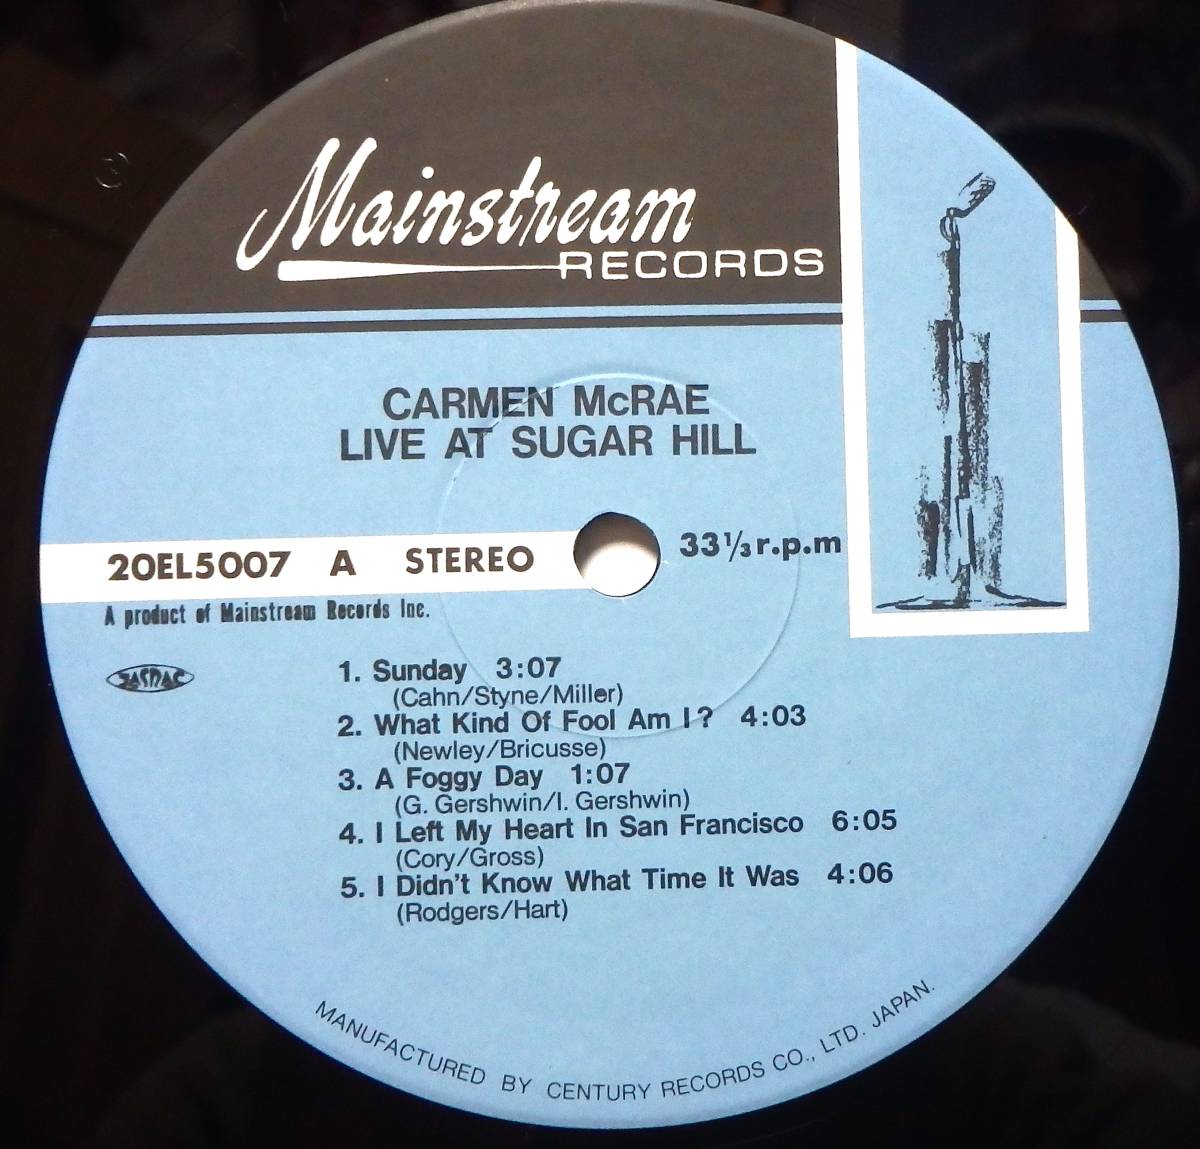 Mainstream
RECORDS
CARMEN McRAE
LIVE AT SUGAR HILL
20EL5007 A STEREO 33 1/3 r.p.m
A product of Mainstream Records Inc.
JASRAC
1. Sunday 3:07
(Cahn/Styne/Miller)
2. What Kind Of Fool Am I? 4:03
(Newley/Bricusse)
3. A Foggy Day 1:07
(G. Gershwin/I. Gershwin)
4. I Left My Heart In San Francisco 6:05
(Cory/Gross)
5. I Didn't Know What Time It Was 4:06
(Rodgers/Hart)
MANUFACTURED BY CENTURY RECORDS CO., LTD. JAPAN.